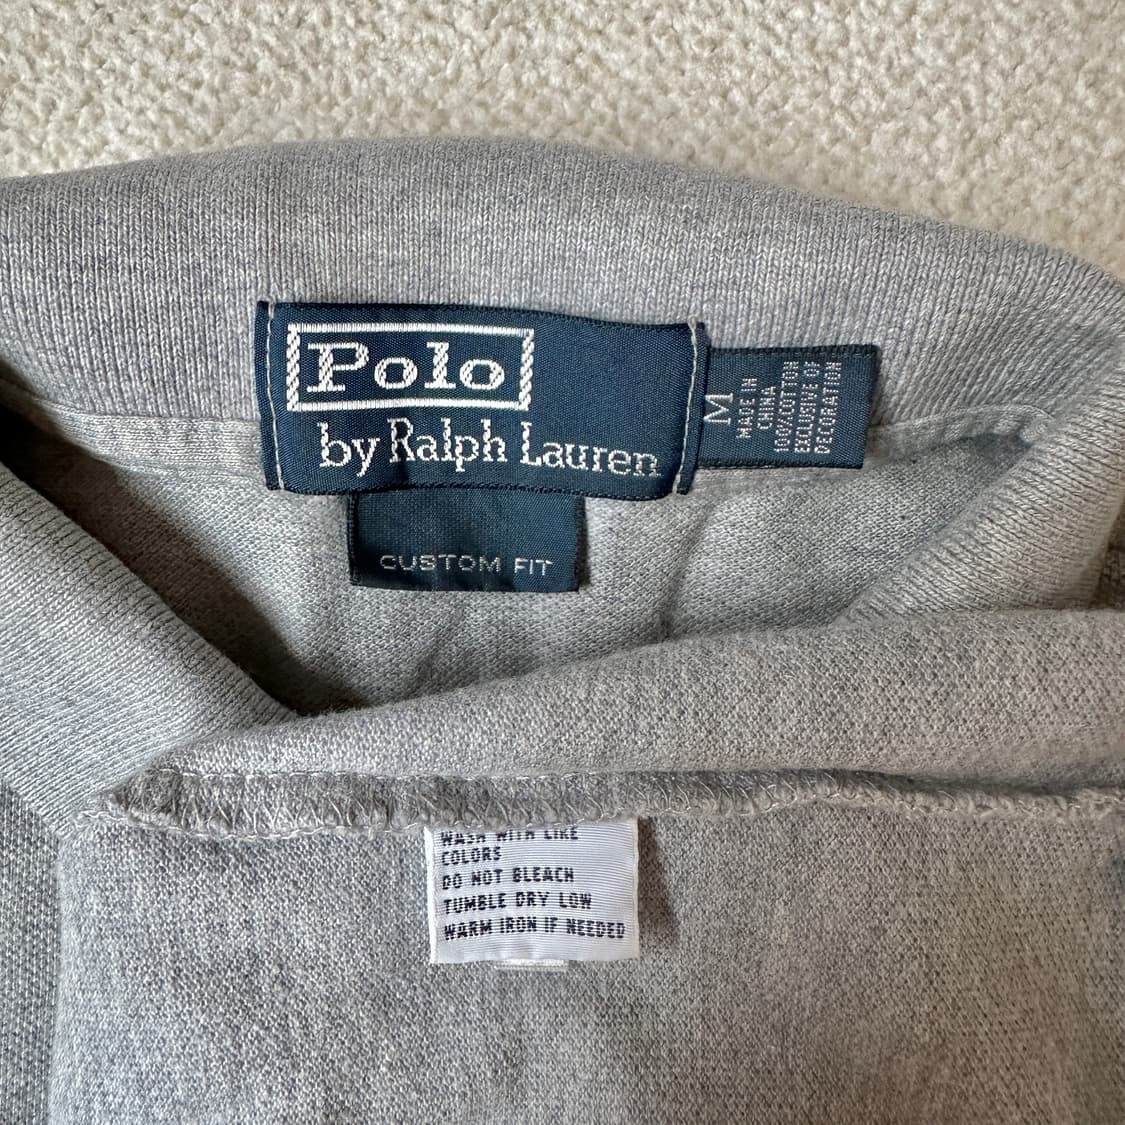 Polo
by Ralph Lauren
M
MADE IN
CHINA
100%COTTON
EXCLUSIVE OF
DECORATION
CUSTOM FIT
WASH WITH LIKE
COLORS
DO NOT BLEACH
TUMBLE DRY LOW
WARM IRON IF NEEDED